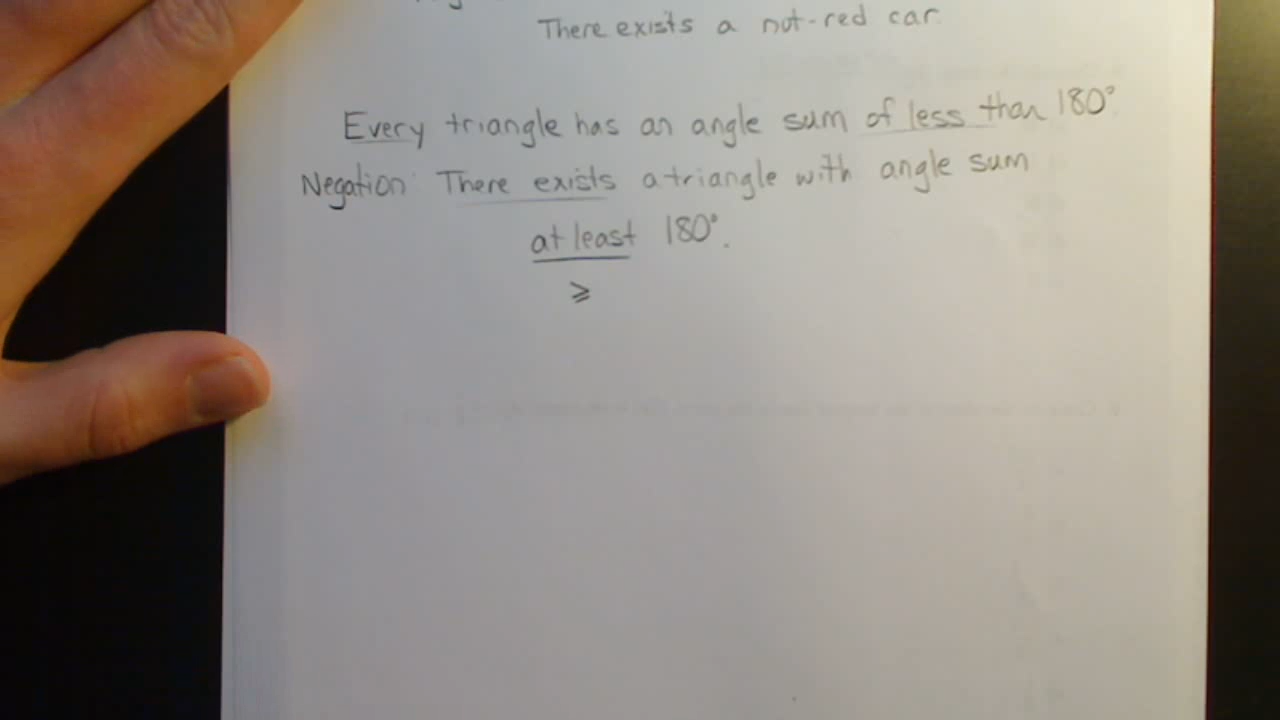 There exists a not-red car.
Every triangle has an angle sum of less than 180°
Negation: There exists a triangle with angle sum
at least 180°.
≥